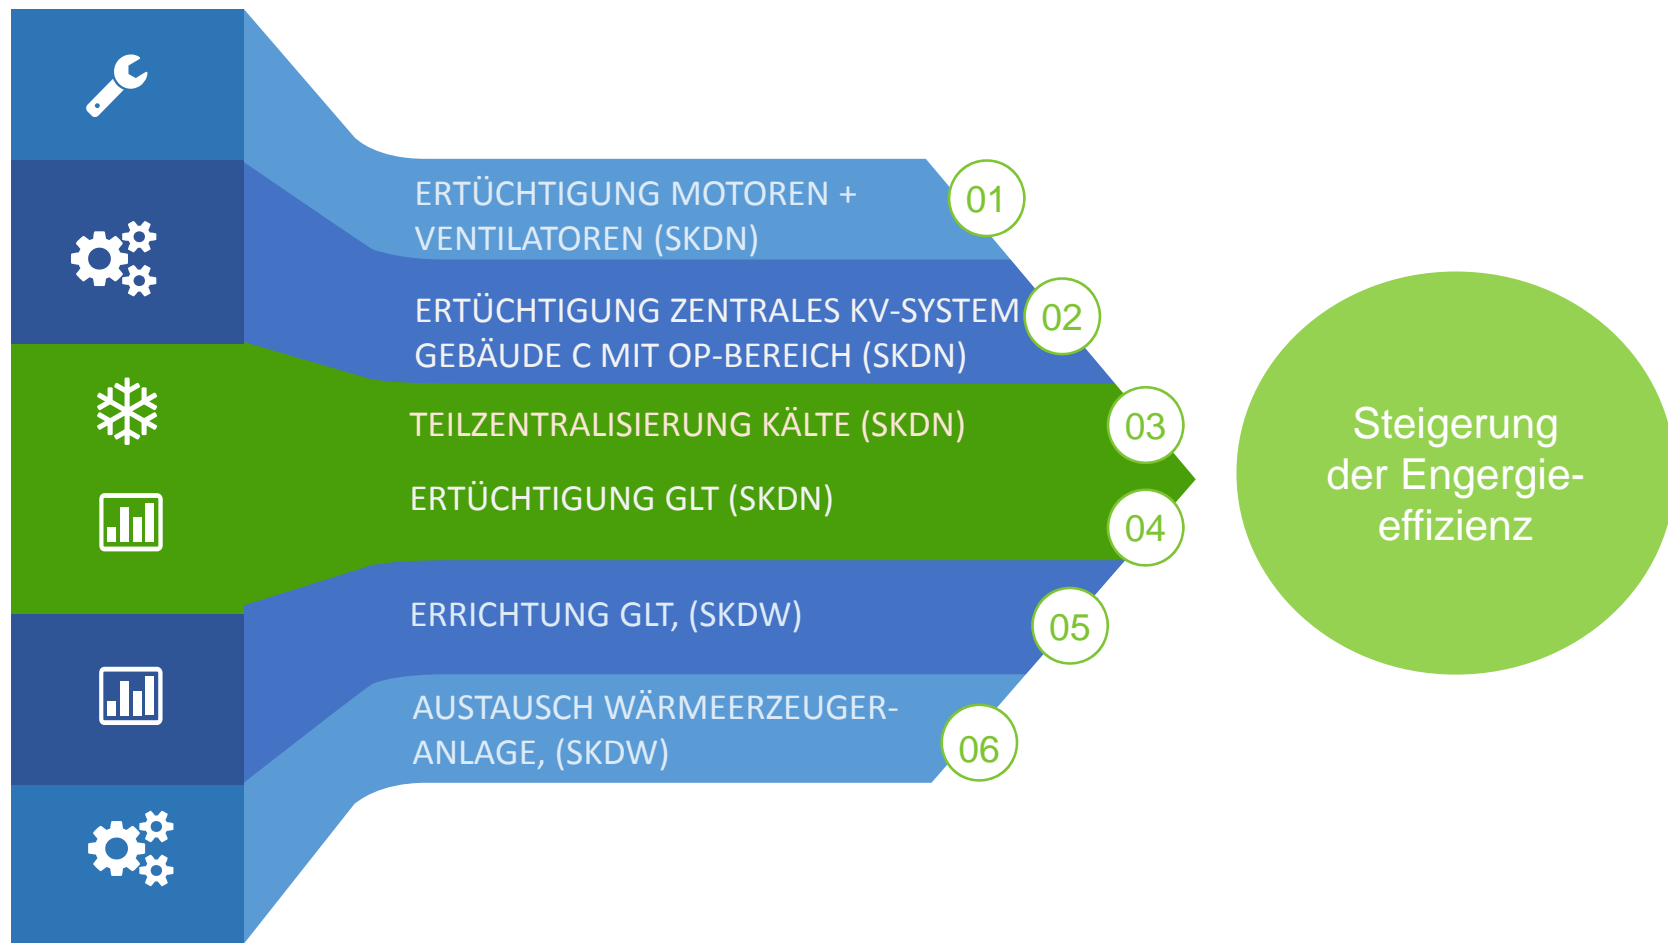 ERTÜCHTIGUNG MOTOREN +
VENTILATOREN (SKDN)
01
ERTÜCHTIGUNG ZENTRALES KV-SYSTEM
GEBÄUDE C MIT OP-BEREICH (SKDN)
02
TEILZENTRALISIERUNG KÄLTE (SKDN)
03
ERTÜCHTIGUNG GLT (SKDN)
04
ERRICHTUNG GLT, (SKDW)
05
AUSTAUSCH WÄRMEERZEUGER-
ANLAGE, (SKDW)
06
Steigerung
der Engergie-
effizienz